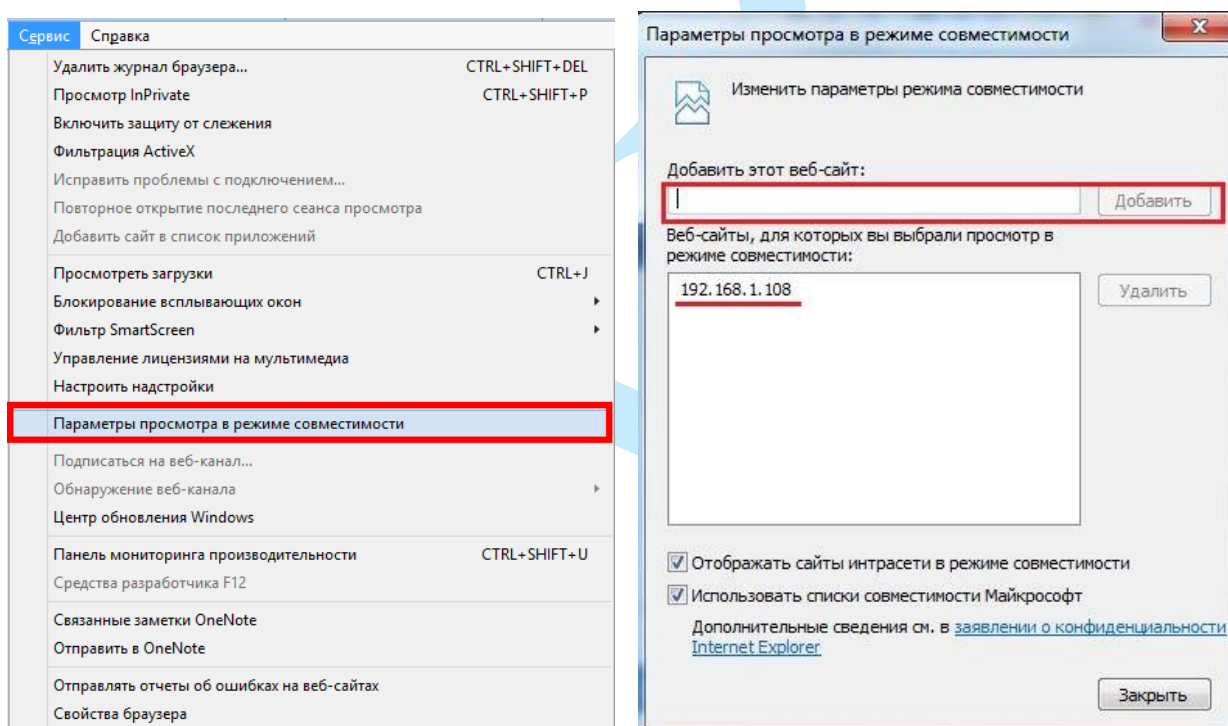 Сервис Справка
Удалить журнал браузера... CTRL+SHIFT+DEL
Просмотр InPrivate CTRL+SHIFT+P
Включить защиту от слежения
Фильтрация ActiveX
Исправить проблемы с подключением...
Повторное открытие последнего сеанса просмотра
Добавить сайт в список приложений
Просмотреть загрузки CTRL+J
Блокирование всплывающих окон
Фильтр SmartScreen
Управление лицензиями на мультимедиа
Настроить надстройки
Параметры просмотра в режиме совместимости
Подписаться на веб-канал...
Обнаружение веб-канала
Центр обновления Windows
Панель мониторинга производительности CTRL+SHIFT+U
Средства разработчика F12
Связанные заметки OneNote
Отправить в OneNote
Отправлять отчеты об ошибках на веб-сайтах
Свойства браузера
Параметры просмотра в режиме совместимости
Изменить параметры режима совместимости
Добавить этот веб-сайт:
Добавить
Веб-сайты, для которых вы выбрали просмотр в
режиме совместимости:
192.168.1.108
Удалить
Отображать сайты интрасети в режиме совместимости
Использовать списки совместимости Майкрософт
Дополнительные сведения см. в заявлении о конфиденциальности
Internet Explorer
Закрыть